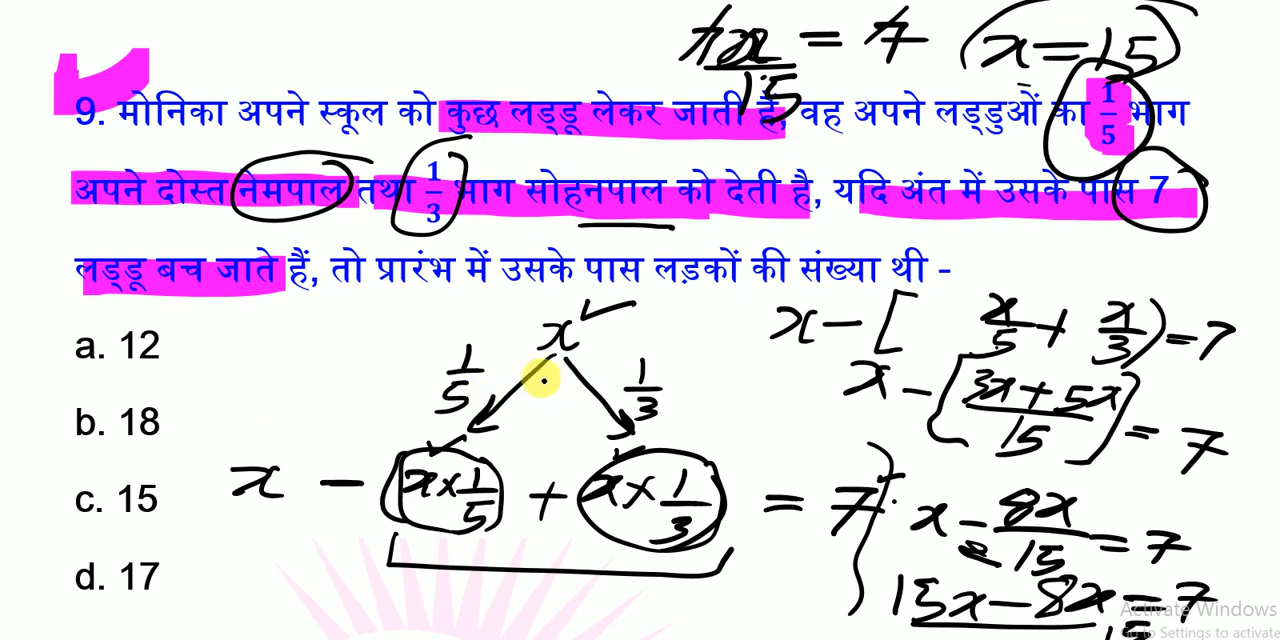 7x/15 = 7 (x=15)
9. मोनिका अपने स्कूल को कुछ लड्डू लेकर जाती है, वह अपने लड्डुओं का 1/5 भाग
अपने दोस्त नेमपाल तथा 1/3 भाग सोहनपाल को देती है, यदि अंत में उसके पास 7
लड्डू बच जाते हैं, तो प्रारंभ में उसके पास लड़कों की संख्या थी -
a. 12
b. 18
c. 15
d. 17
x
1/5 1/3
x - (x×1/5 + x×1/3 = 7
x - [x/5 + x/3) = 7
x - [3x+5x/15] = 7
x - 8x/15 = 7
15x-8x/15 = 7
Activate Windows
Go to Settings to activate